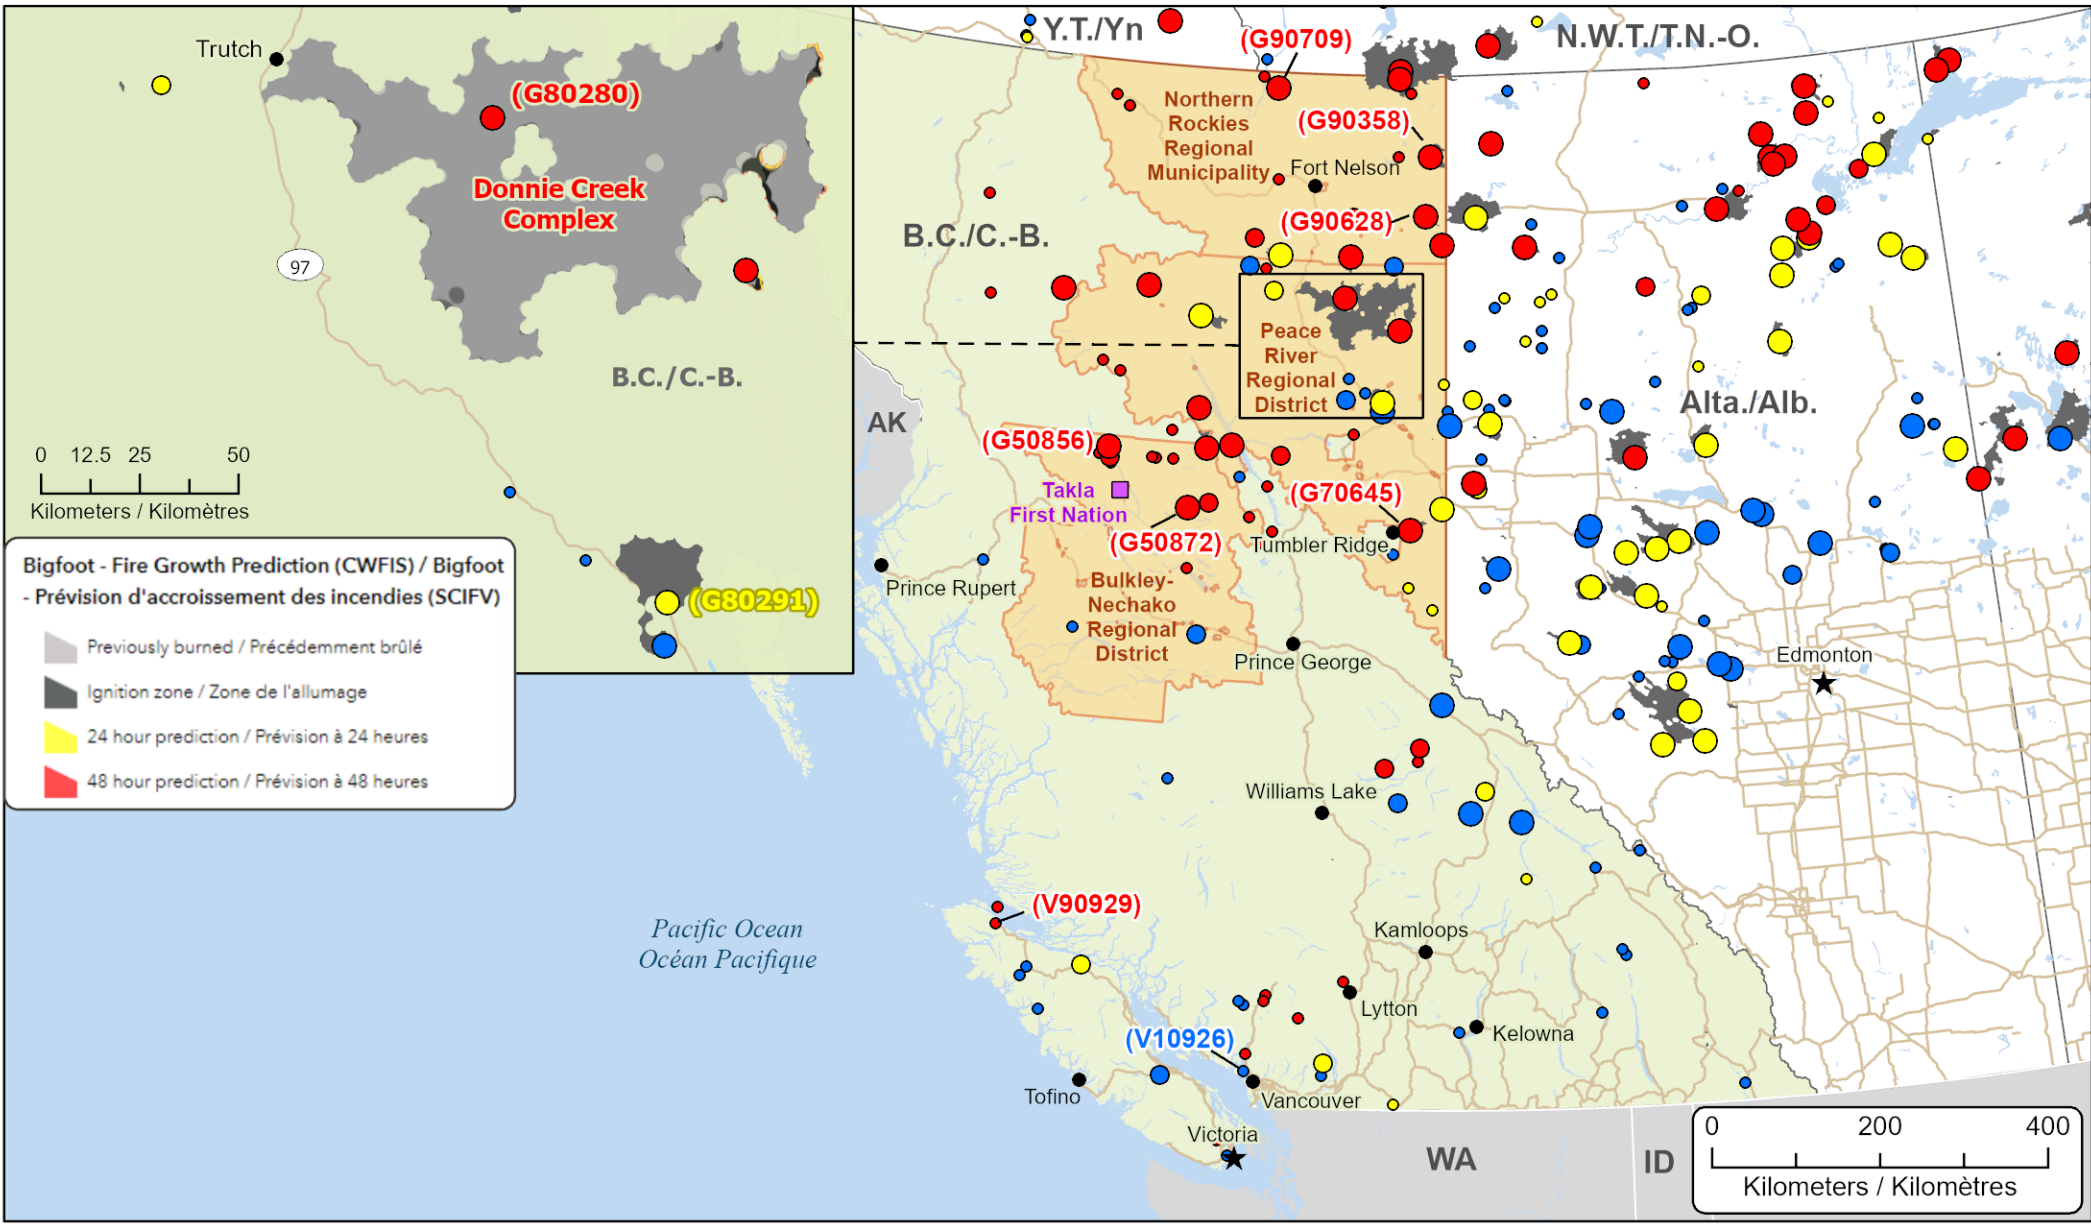 Trutch
(G80280)
Donnie Creek
Complex
97
B.C./C.-B.
0 12.5 25 50
Kilometers / Kilomètres
(G80291)
Bigfoot - Fire Growth Prediction (CWFIS) / Bigfoot
- Prévision d'accroissement des incendies (SCIFV)
Previously burned / Précédemment brûlé
Ignition zone / Zone de l'allumage
24 hour prediction / Prévision à 24 heures
48 hour prediction / Prévision à 48 heures
Y.T./Yn
(G90709)
N.W.T./T.N.-O.
Northern
Rockies
Regional
Municipality
(G90358)
Fort Nelson
(G90628)
B.C./C.-B.
Peace
River
Regional
District
AK
Alta./Alb.
(G50856)
Takla
First Nation
(G70645)
(G50872)
Tumbler Ridge
Prince Rupert
Bulkley-
Nechako
Regional
District
Prince George
Edmonton
Williams Lake
(V90929)
Pacific Ocean
Océan Pacifique
Kamloops
Lytton
Kelowna
(V10926)
Tofino
Vancouver
Victoria
WA
ID
0 200 400
Kilometers / Kilomètres